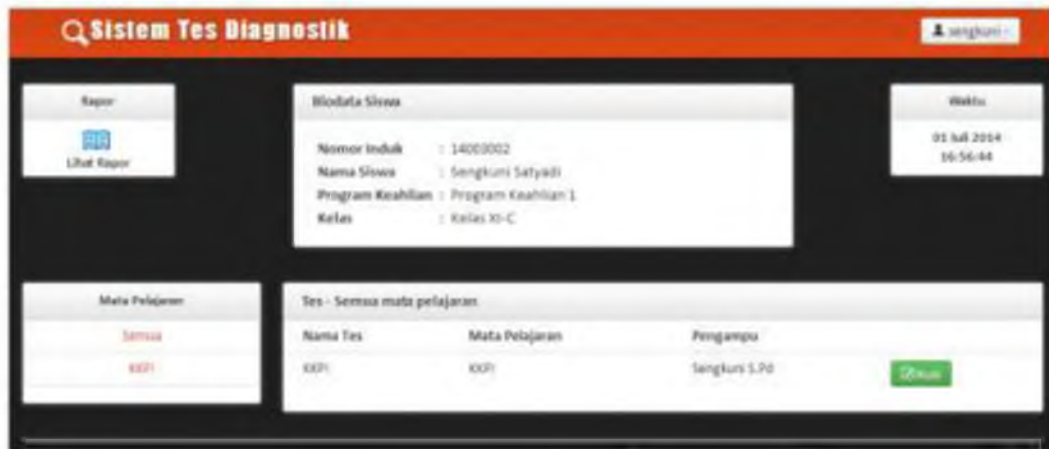 Sistem Tes Diagnostik
sengkuni
Rapor
Lihat Rapor
Biodata Siswa
Nomor Induk : 14003002
Nama Siswa : Sengkuni Satyadi
Program Keahlian : Program Keahlian 1
Kelas : Kelas XI-C
Waktu
01 Juli 2014
16:56:44
Mata Pelajaran
Semua
KKPI
Tes - Semua mata pelajaran
Nama Tes Mata Pelajaran Pengampu
KKPI KKPI Sengkuni S.Pd